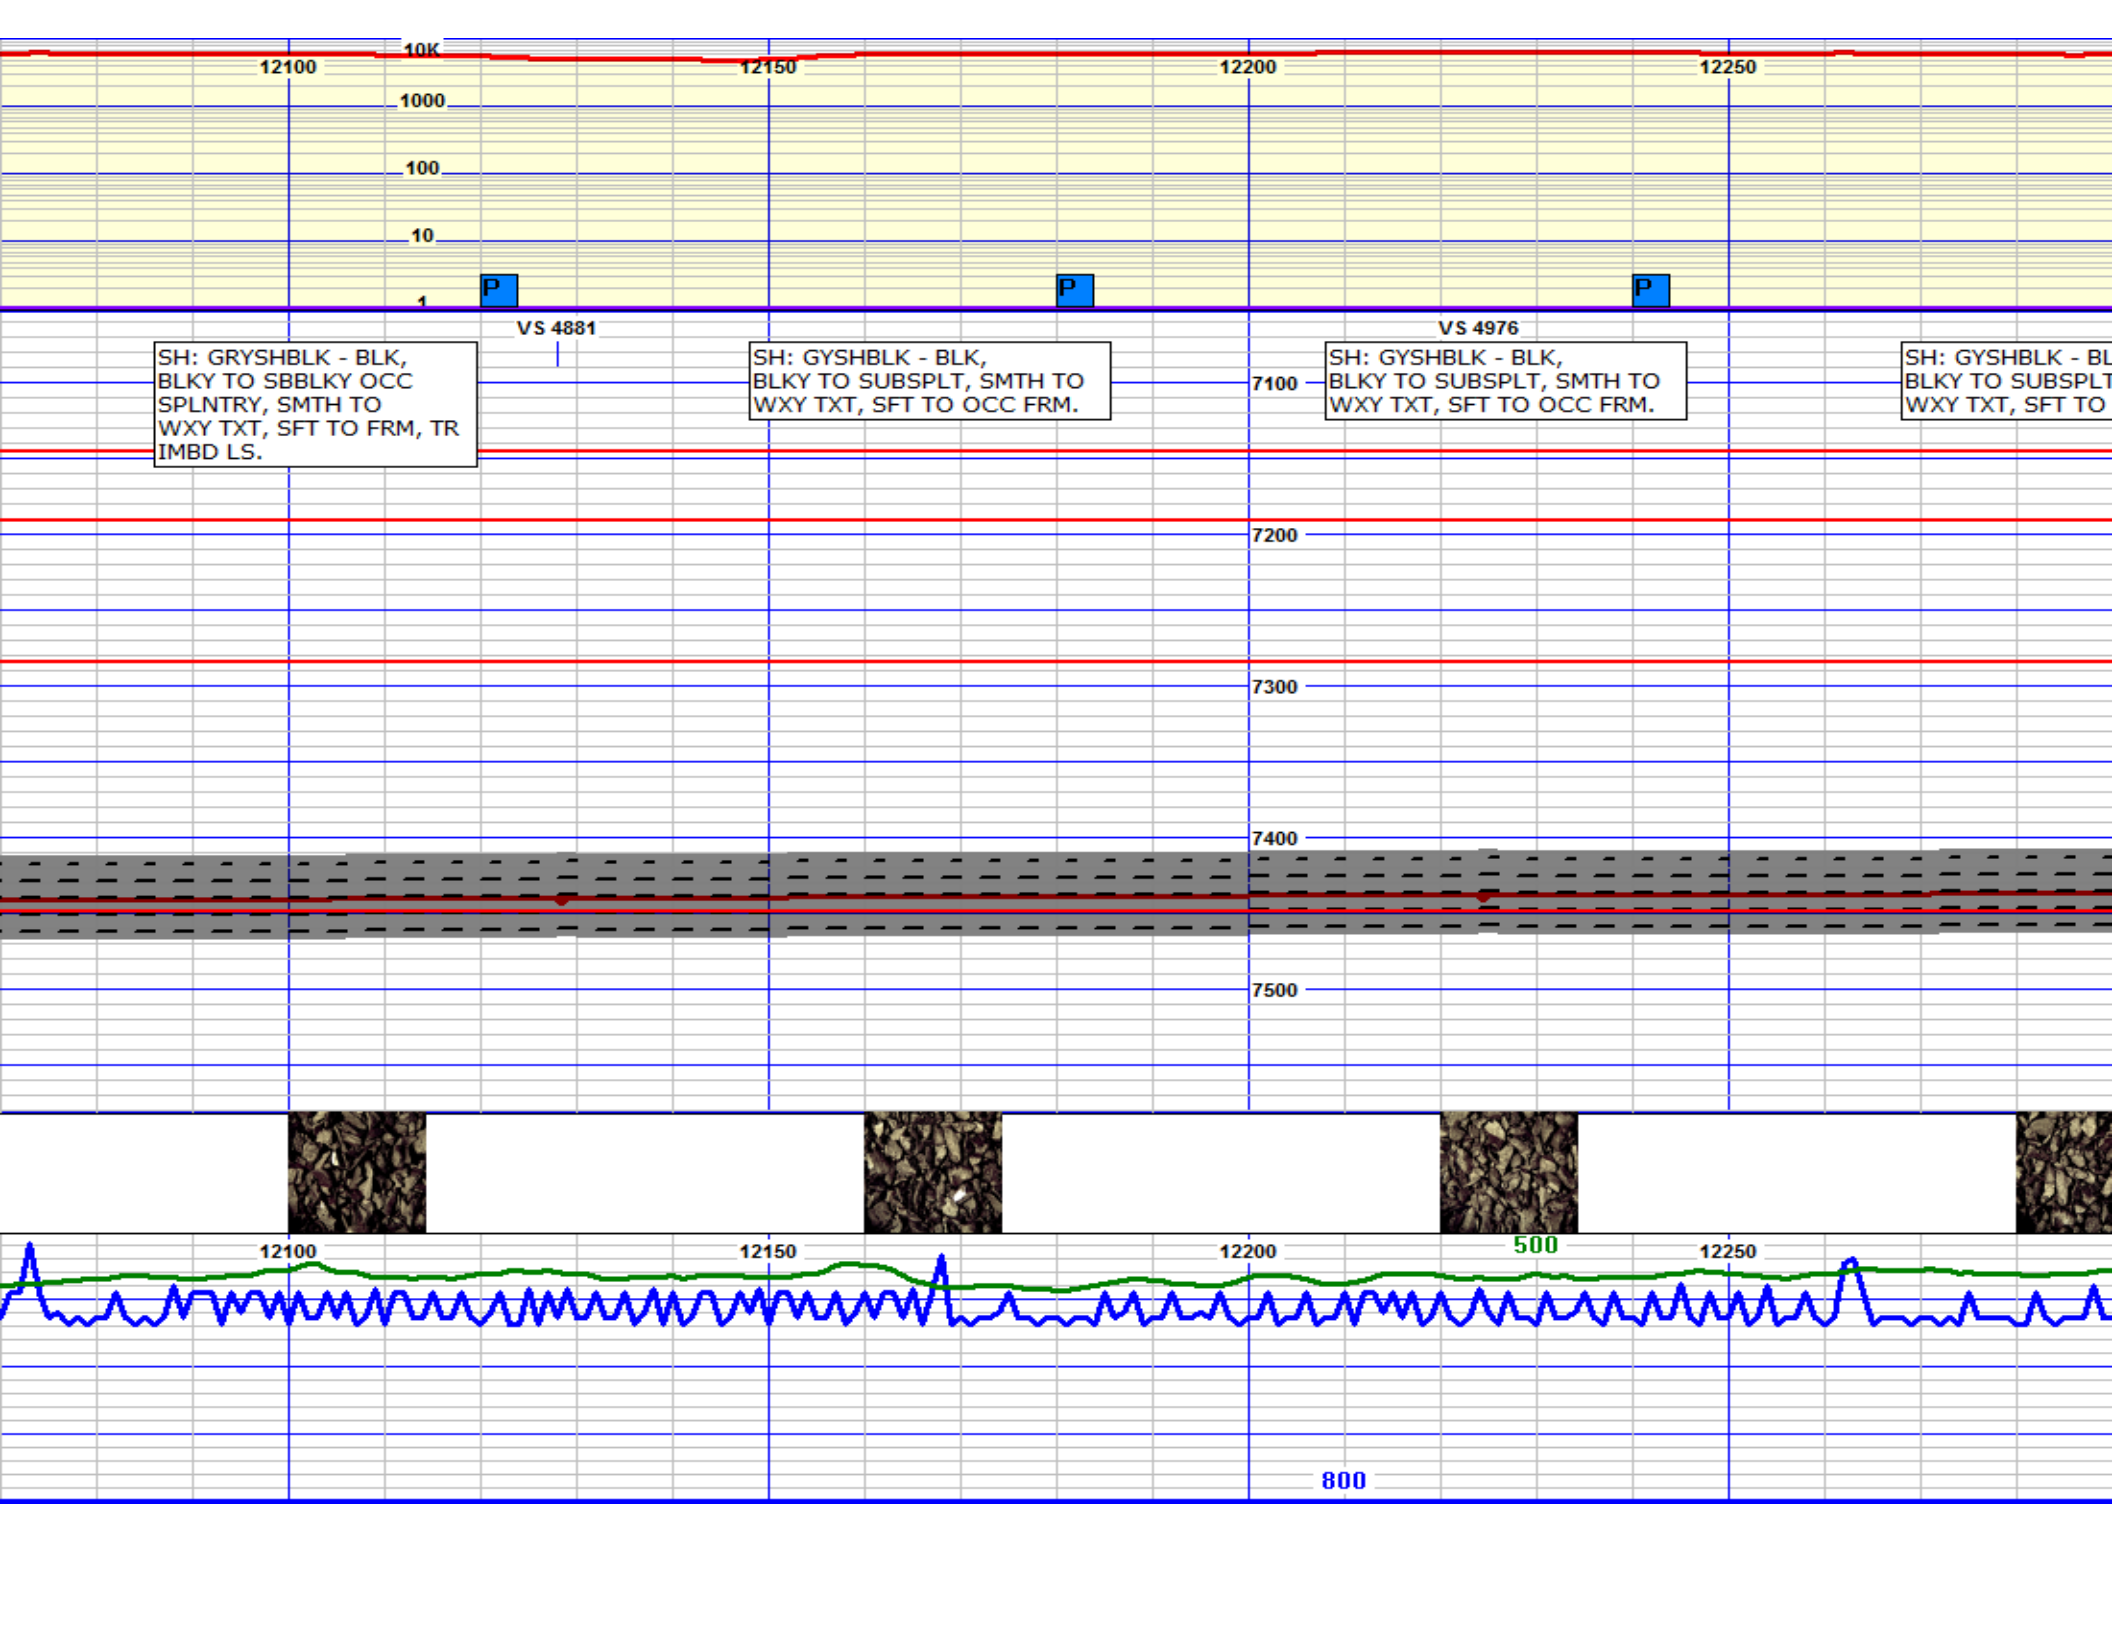 10K
12100
12150
12200
12250
1000
100
10
1
P
P
P
VS 4881
VS 4976
SH: GRYSHBLK - BLK,
BLKY TO SBBLKY OCC
SPLNTRY, SMTH TO
WXY TXT, SFT TO FRM, TR
IMBD LS.
SH: GYSHBLK - BLK,
BLKY TO SUBSPLT, SMTH TO
WXY TXT, SFT TO OCC FRM.
SH: GYSHBLK - BLK,
BLKY TO SUBSPLT, SMTH TO
WXY TXT, SFT TO OCC FRM.
SH: GYSHBLK - BL
BLKY TO SUBSPLT
WXY TXT, SFT TO
7100
7200
7300
7400
7500
12100
12150
12200
500
12250
800